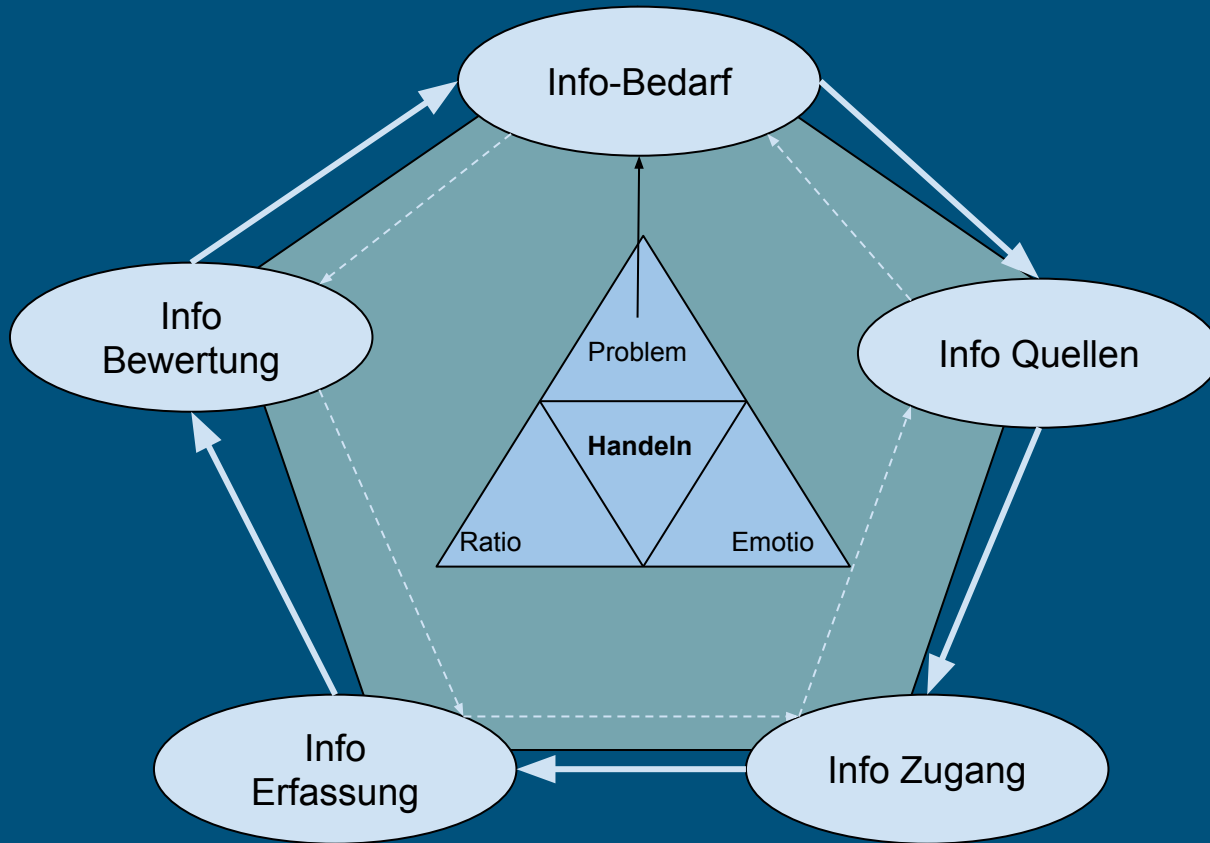 Info-Bedarf
Info
Bewertung
Info Quellen
Problem
Handeln
Ratio
Emotio
Info
Erfassung
Info Zugang